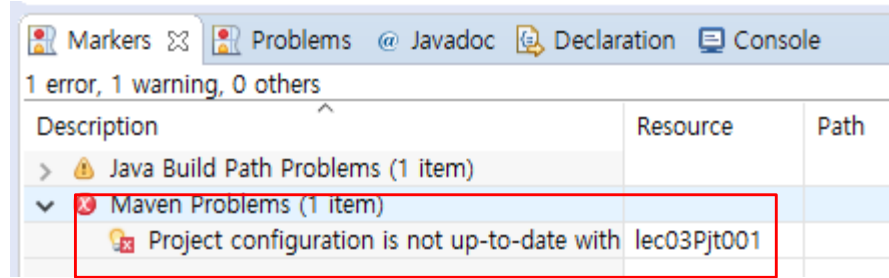 Markers Problems @ Javadoc Declaration Console
1 error, 1 warning, 0 others
Description Resource Path
Java Build Path Problems (1 item)
Maven Problems (1 item)
Project configuration is not up-to-date with lec03Pjt001